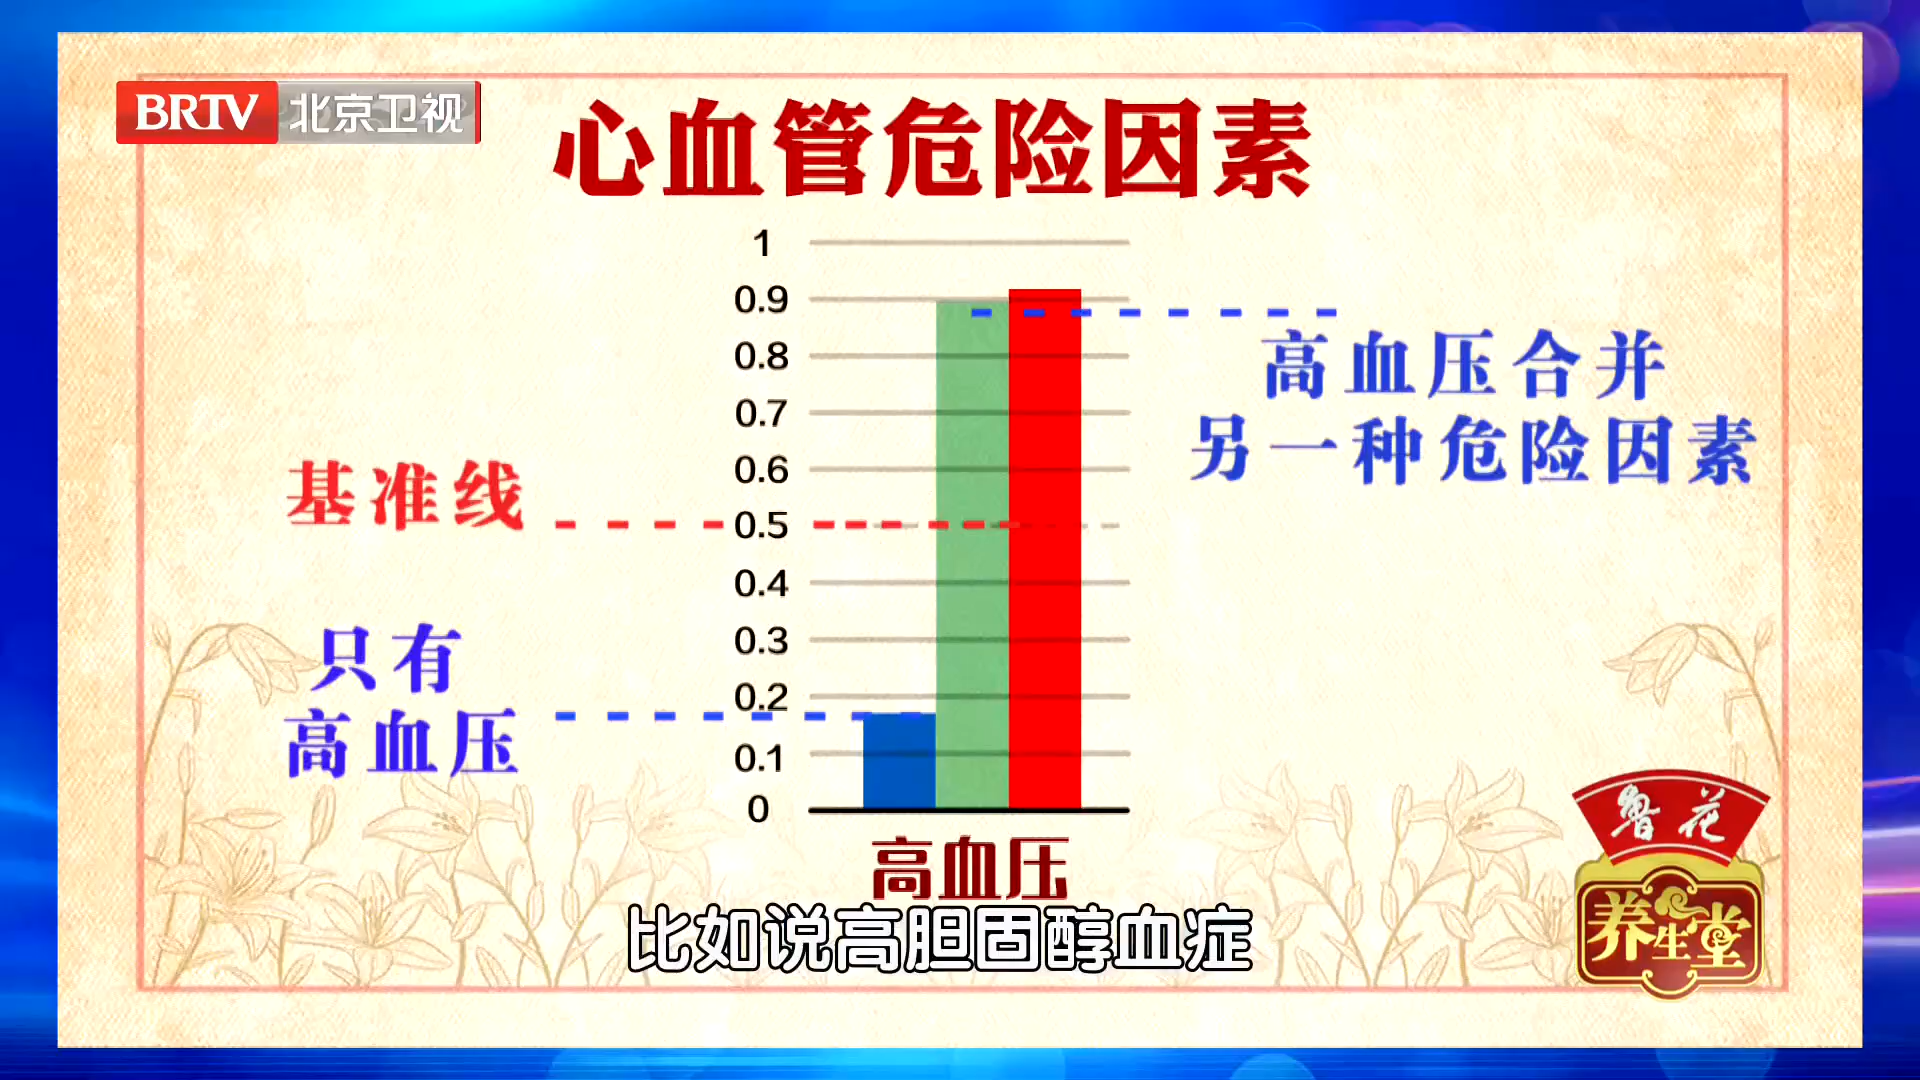 BRTV 北京卫视
心血管危险因素
1
0.9
0.8
0.7
0.6
0.5
0.4
0.3
0.2
0.1
0
高血压合并
另一种危险因素
基准线
只有
高血压
高血压
比如说高胆固醇血症
鲁花
养生堂